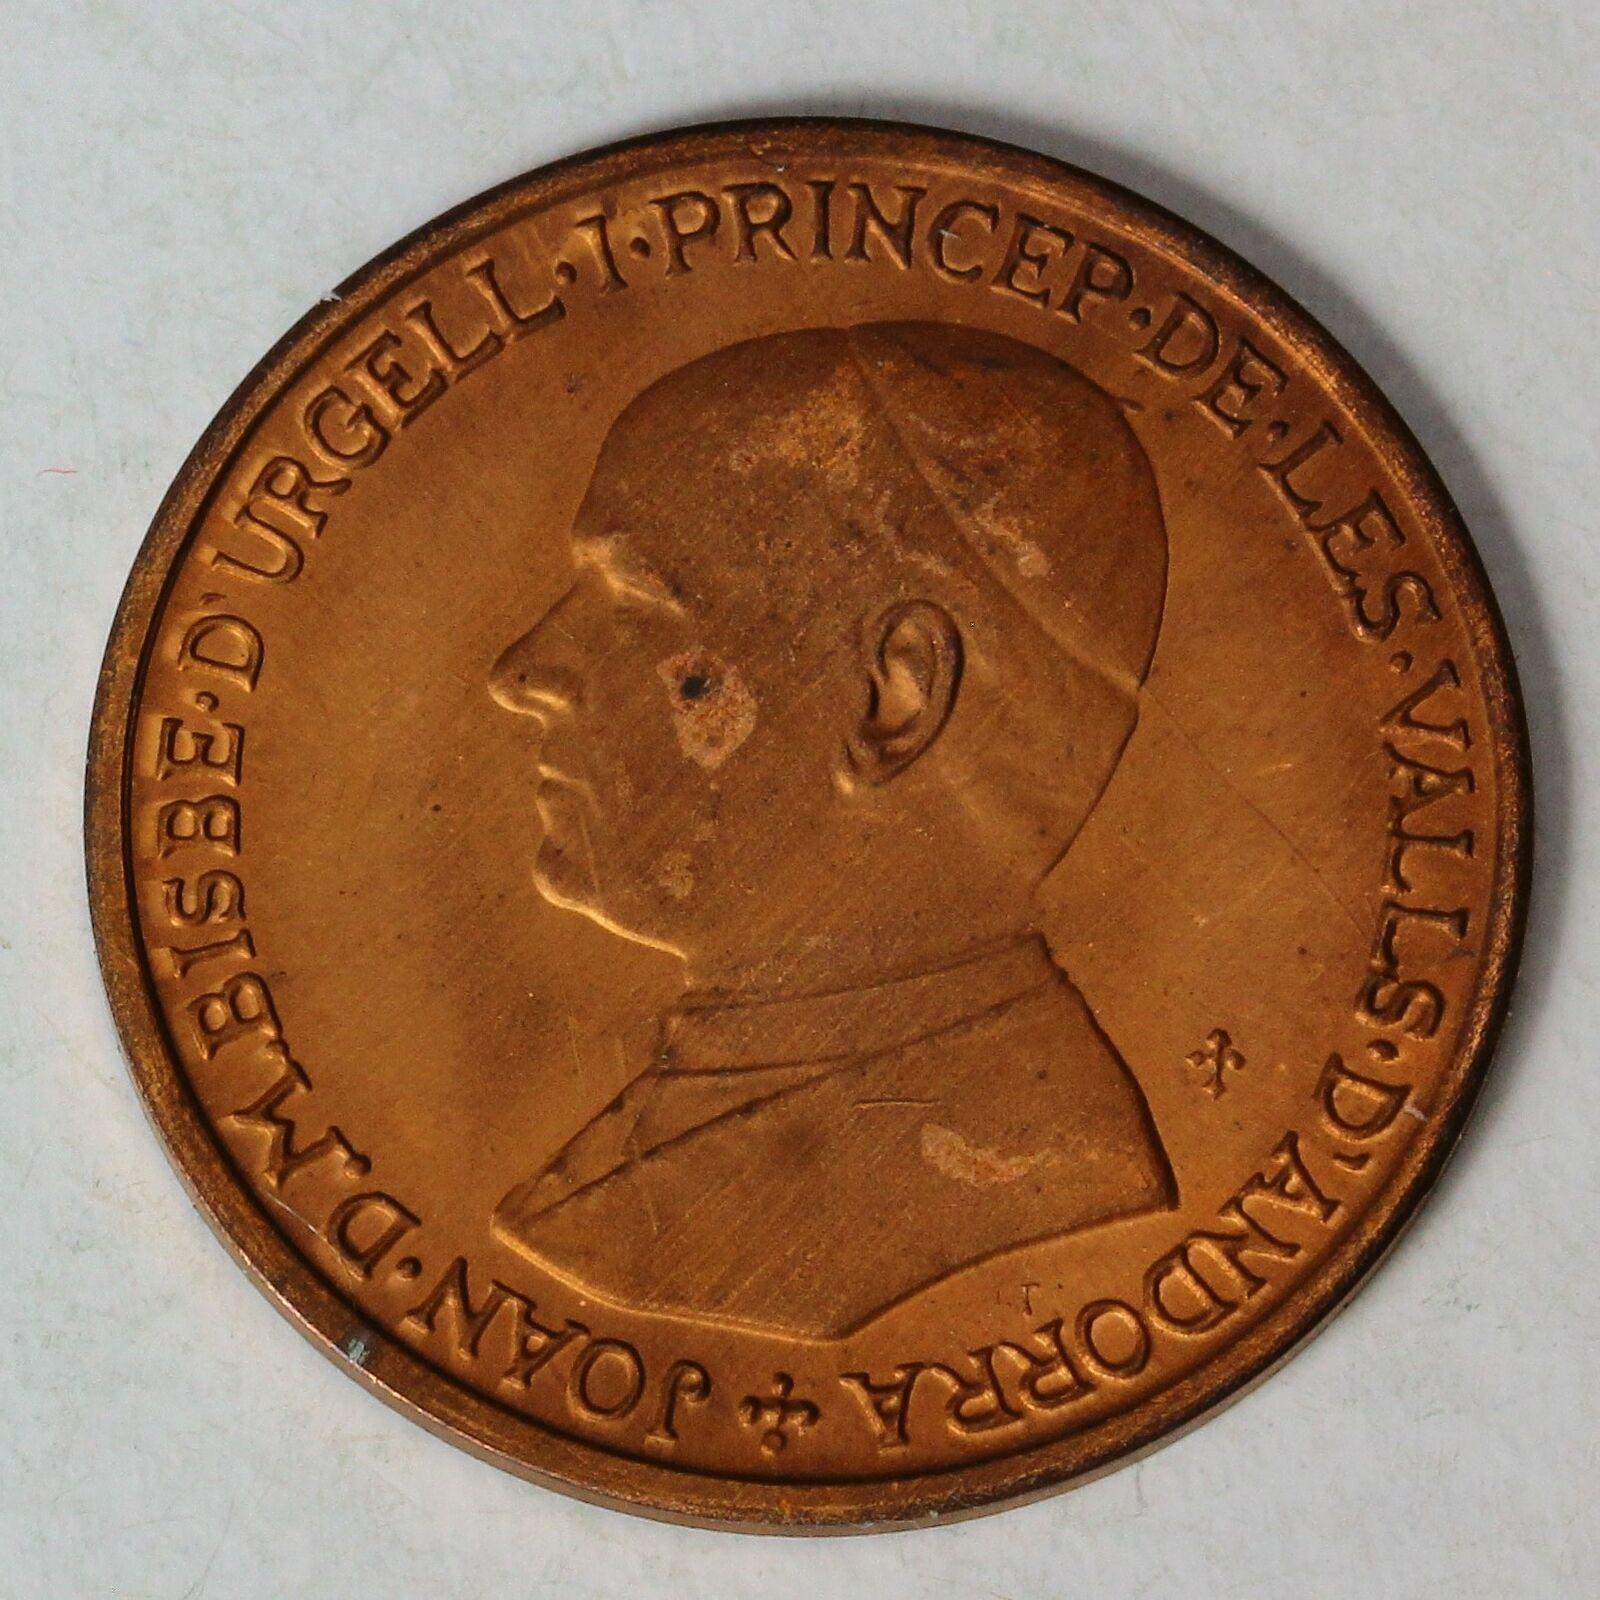 JOAN · D.M. BISBE · D'URGELL · I · PRINCEP · DE · LES · VALLS · D'ANDORRA